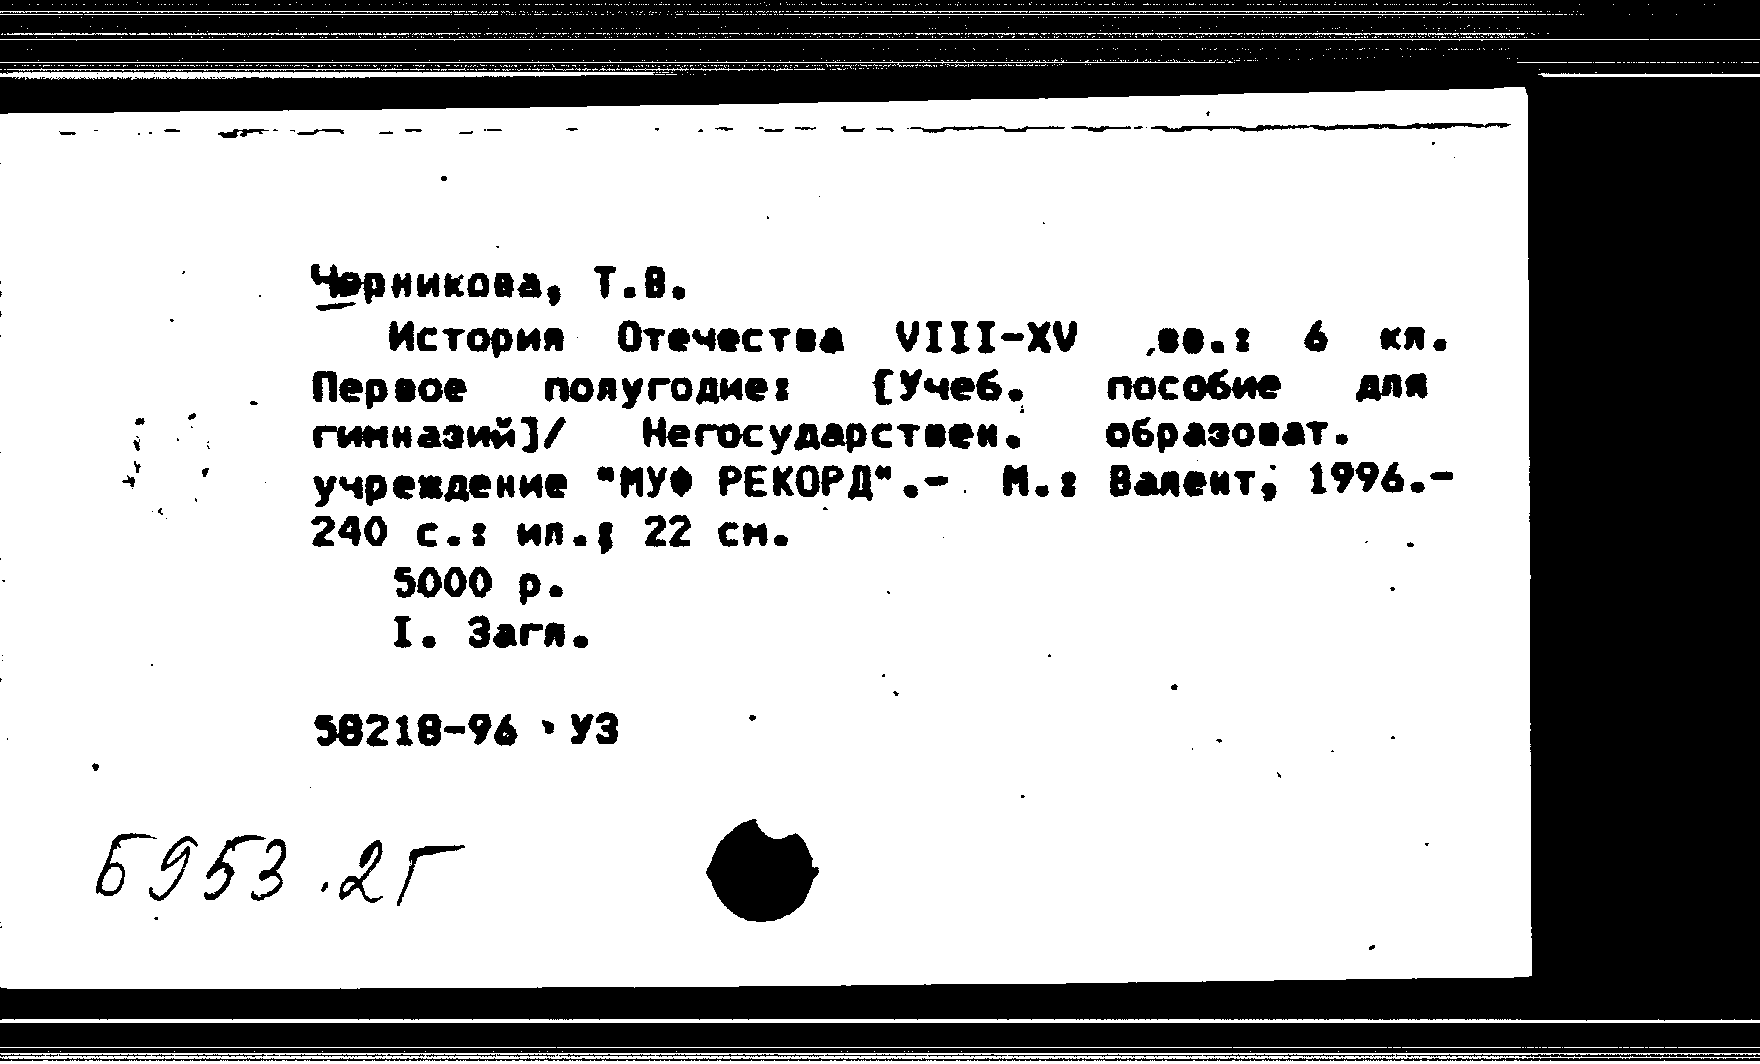 Черникова, Т.В.
История Отечества VIII-XV вв.: 6 кл.
Первое полугодие: [Учеб. пособие для
гимназий]/ Негосударствен. образоват.
учреждение "МУФ РЕКОРД".- М.: Валент, 1996.-
240 с.: ил.; 22 см.
5000 р.
I. Загл.
58218-96 УЗ
Б953.2Г